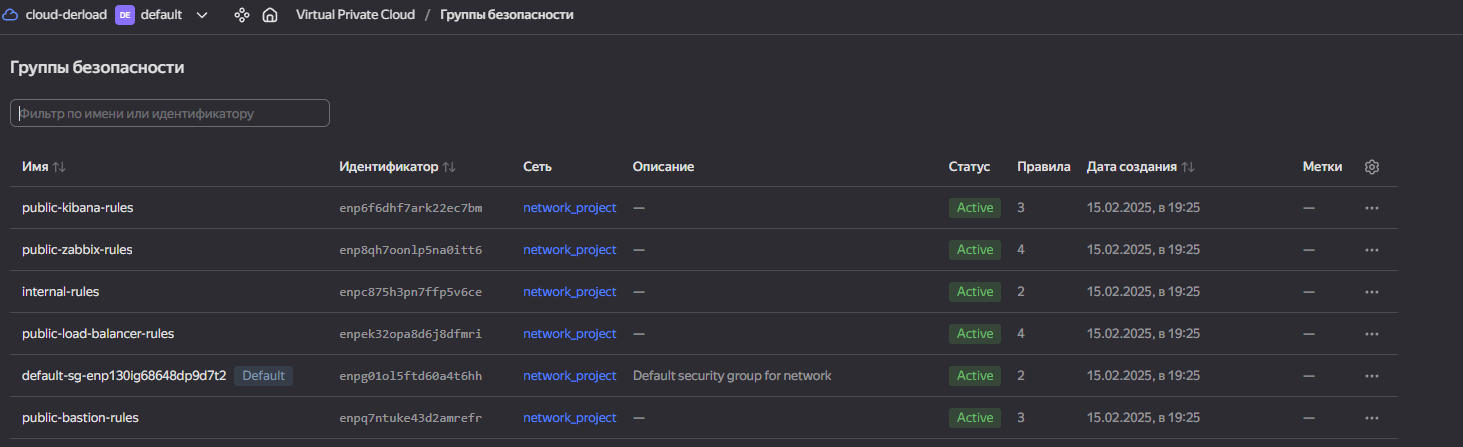 cloud-derload DE default Virtual Private Cloud / Группы безопасности
Группы безопасности
Фильтр по имени или идентификатору
Имя Идентификатор Сеть Описание Статус Правила Дата создания Метки
public-kibana-rules enp6f6dhf7ark22ec7bm network_project — Active 3 15.02.2025, в 19:25 —
public-zabbix-rules enp8qh7oonlp5na0itt6 network_project — Active 4 15.02.2025, в 19:25 —
internal-rules enpc875h3pn7ffp5v6ce network_project — Active 2 15.02.2025, в 19:25 —
public-load-balancer-rules enpek32opa8d6j8dfmri network_project — Active 4 15.02.2025, в 19:25 —
default-sg-enp130ig68648dp9d7t2 Default enpg01ol5ftd60a4t6hh network_project Default security group for network Active 2 15.02.2025, в 19:25 —
public-bastion-rules enpq7ntuke43d2amrefr network_project — Active 3 15.02.2025, в 19:25 —